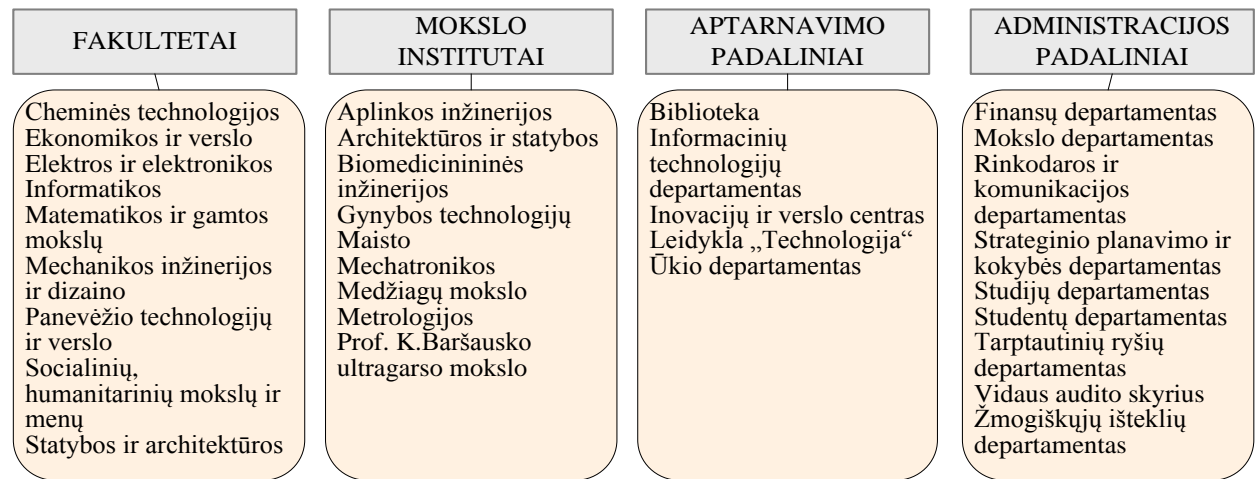 FAKULTETAI
Cheminės technologijos
Ekonomikos ir verslo
Elektros ir elektronikos
Informatikos
Matematikos ir gamtos
mokslų
Mechanikos inžinerijos
ir dizaino
Panevėžio technologijų
ir verslo
Socialinių,
humanitarinių mokslų ir
menų
Statybos ir architektūros
MOKSLO
INSTITUTAI
Aplinkos inžinerijos
Architektūros ir statybos
Biomedicinininės
inžinerijos
Gynybos technologijų
Maisto
Mechatronikos
Medžiagų mokslo
Metrologijos
Prof. K.Baršausko
ultragarso mokslo
APTARNAVIMO
PADALINIAI
Biblioteka
Informacinių
technologijų
departamentas
Inovacijų ir verslo centras
Leidykla „Technologija“
Ūkio departamentas
ADMINISTRACIJOS
PADALINIAI
Finansų departamentas
Mokslo departamentas
Rinkodaros ir
komunikacijos
departamentas
Strateginio planavimo ir
kokybės departamentas
Studijų departamentas
Studentų departamentas
Tarptautinių ryšių
departamentas
Vidaus audito skyrius
Žmogiškųjų išteklių
departamentas